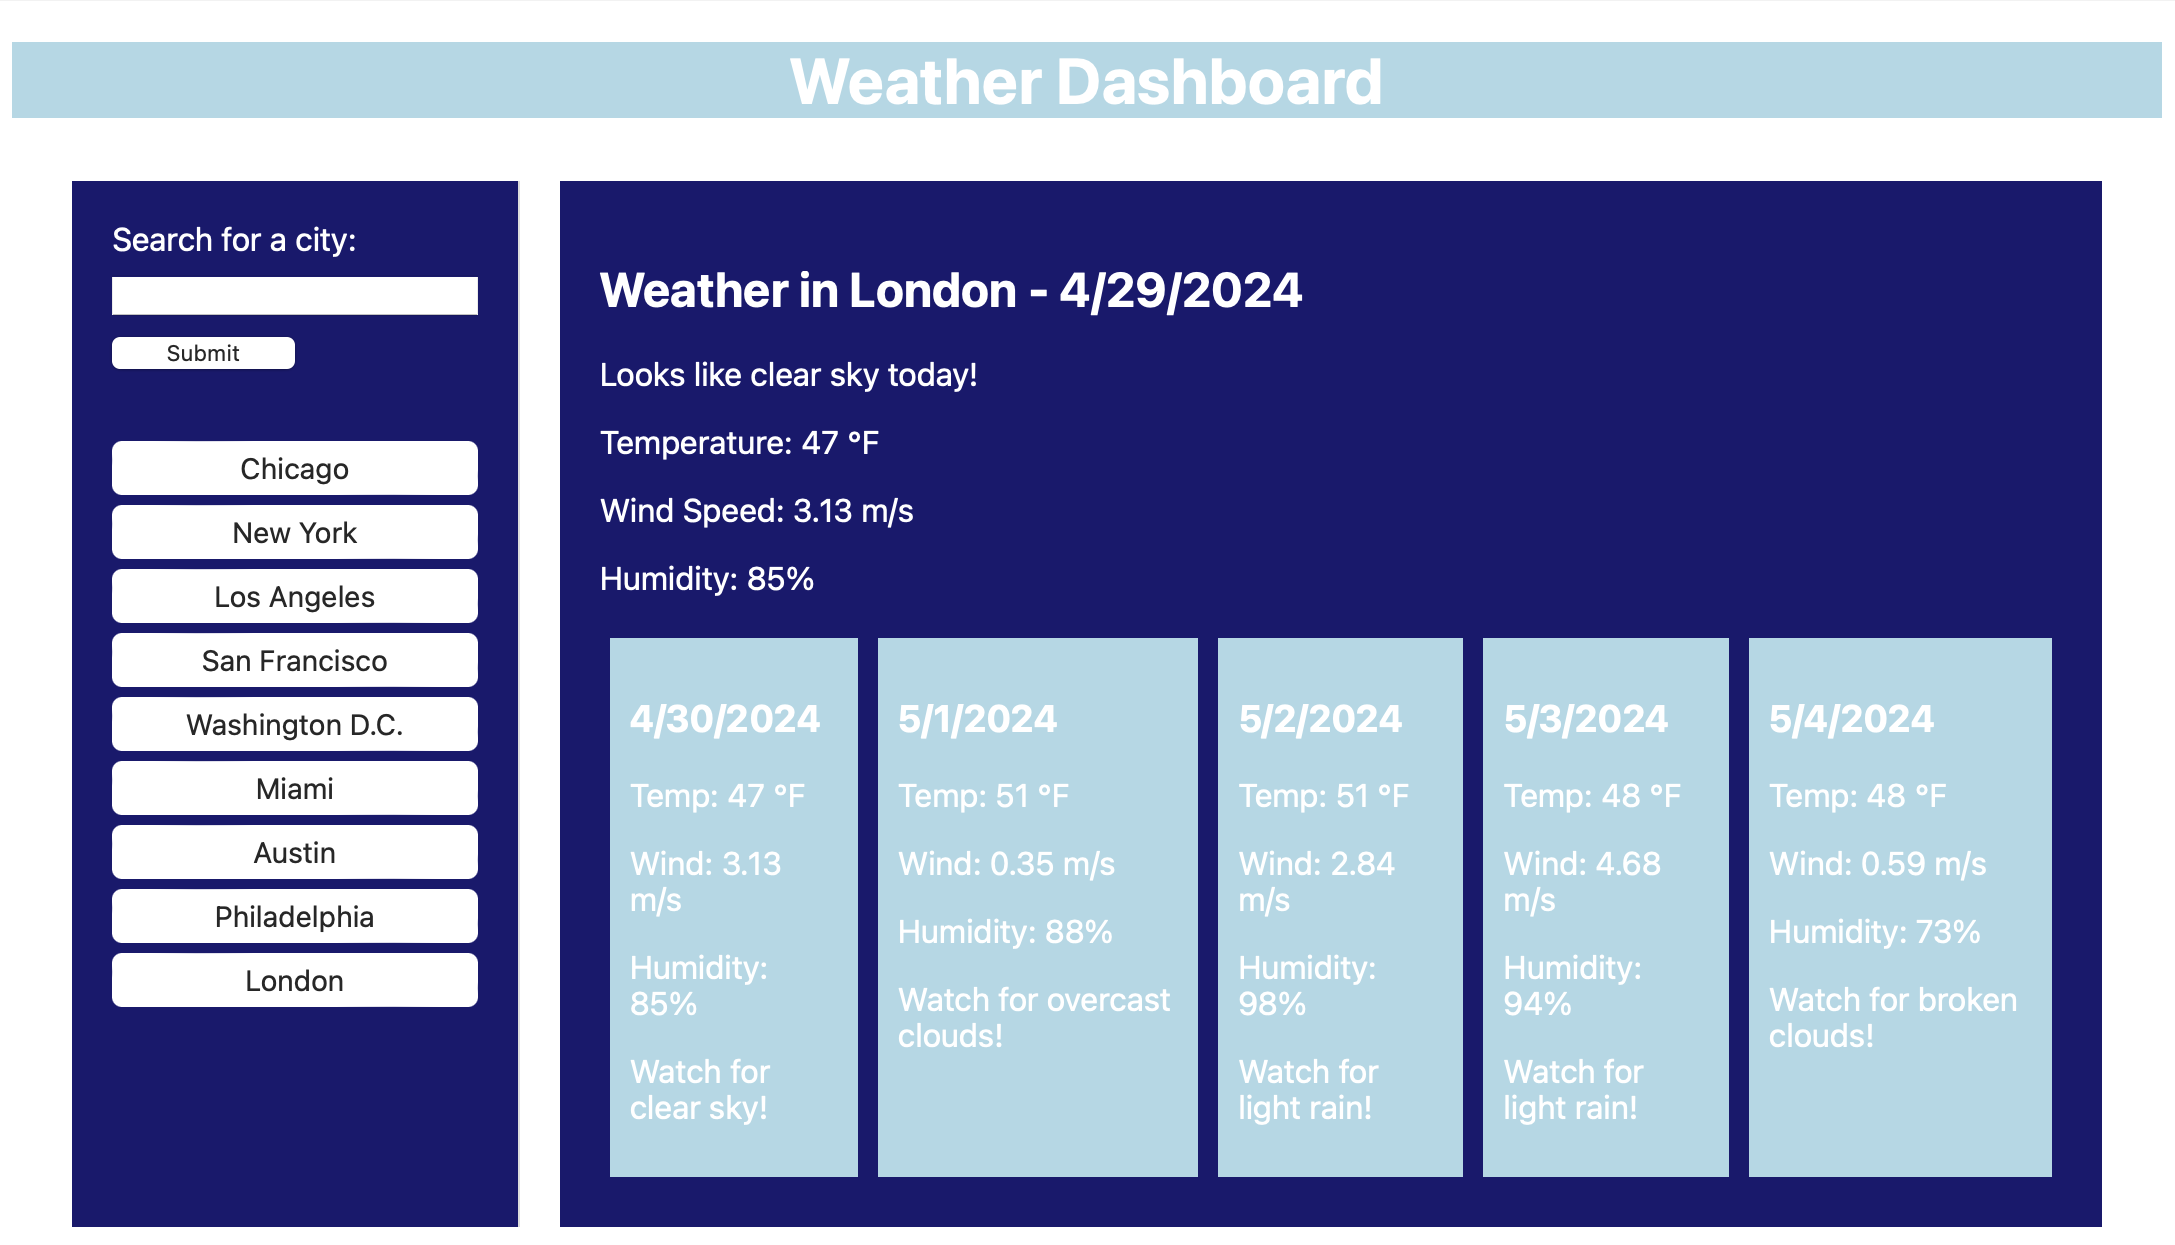 Weather Dashboard
Search for a city:
Submit
Chicago
New York
Los Angeles
San Francisco
Washington D.C.
Miami
Austin
Philadelphia
London
Weather in London - 4/29/2024
Looks like clear sky today!
Temperature: 47 °F
Wind Speed: 3.13 m/s
Humidity: 85%
4/30/2024
Temp: 47 °F
Wind: 3.13
m/s
Humidity:
85%
Watch for
clear sky!
5/1/2024
Temp: 51 °F
Wind: 0.35 m/s
Humidity: 88%
Watch for overcast
clouds!
5/2/2024
Temp: 51 °F
Wind: 2.84
m/s
Humidity:
98%
Watch for
light rain!
5/3/2024
Temp: 48 °F
Wind: 4.68
m/s
Humidity:
94%
Watch for
light rain!
5/4/2024
Temp: 48 °F
Wind: 0.59 m/s
Humidity: 73%
Watch for broken
clouds!